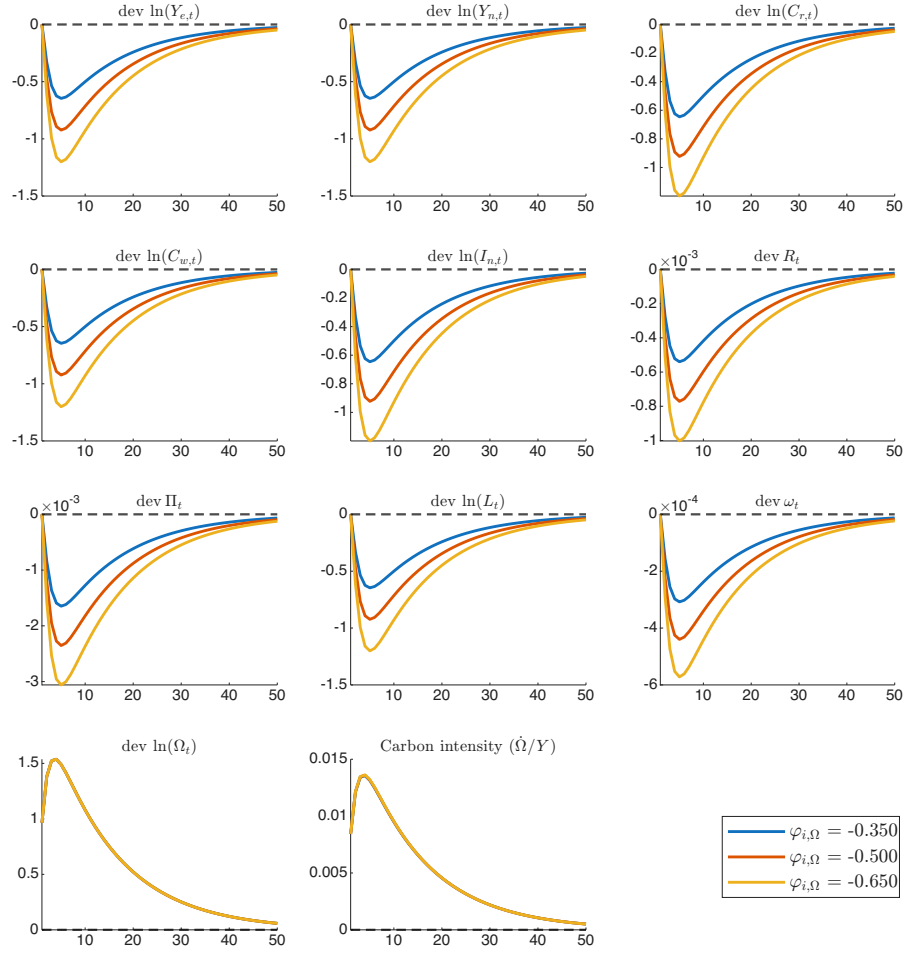 dev ln(Y_{e,t})
0
-0.5
-1
-1.5
10 20 30 40 50
dev ln(Y_{n,t})
0
-0.5
-1
-1.5
10 20 30 40 50
dev ln(C_{r,t})
0
-0.2
-0.4
-0.6
-0.8
-1
10 20 30 40 50
dev ln(C_{w,t})
0
-0.5
-1
-1.5
10 20 30 40 50
dev ln(I_{n,t})
0
-0.2
-0.4
-0.6
-0.8
-1
10 20 30 40 50
dev R_t
×10^{-3}
0
-0.2
-0.4
-0.6
-0.8
-1
10 20 30 40 50
dev Π_t
×10^{-3}
0
-1
-2
-3
10 20 30 40 50
dev ln(L_t)
0
-0.5
-1
-1.5
10 20 30 40 50
dev ω_t
×10^{-4}
0
-2
-4
-6
10 20 30 40 50
dev ln(Ω_t)
1.5
1
0.5
0
10 20 30 40 50
Carbon intensity (Ω̇/Y)
0.015
0.01
0.005
0
10 20 30 40 50
φ_{i,Ω} = -0.350
φ_{i,Ω} = -0.500
φ_{i,Ω} = -0.650